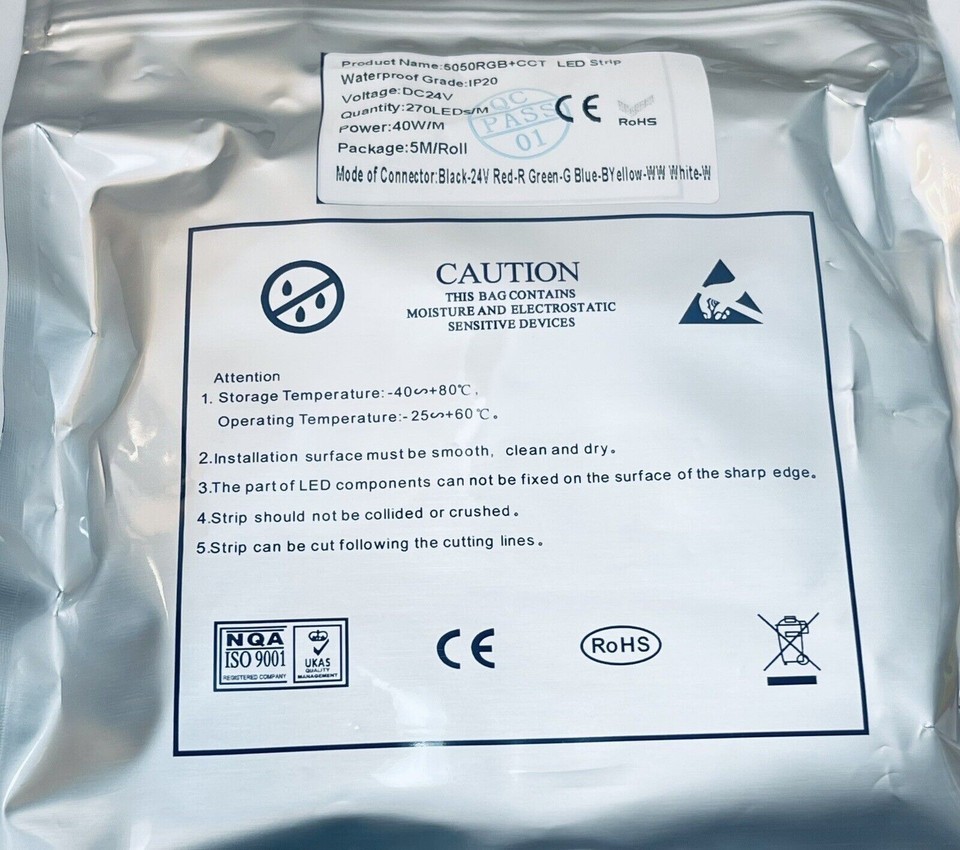 Product Name:5050RGB+CCT LED Strip
Waterproof Grade:IP20
Voltage:DC24V
Quantity:270LEDs/M
Power:40W/M
Package:5M/Roll
Mode of Connector:Black-24V Red-R Green-G Blue-BYellow-WW White-W
QC
PASS
01
CE
RoHS
CAUTION
THIS BAG CONTAINS
MOISTURE AND ELECTROSTATIC
SENSITIVE DEVICES
Attention
1. Storage Temperature:-40∽+80℃,
Operating Temperature:-25∽+60℃。
2.Installation surface must be smooth, clean and dry。
3.The part of LED components can not be fixed on the surface of the sharp edge。
4.Strip should not be collided or crushed。
5.Strip can be cut following the cutting lines。
NQA
ISO 9001
REGISTERED COMPANY
UKAS
QUALITY
MANAGEMENT
CE
RoHS